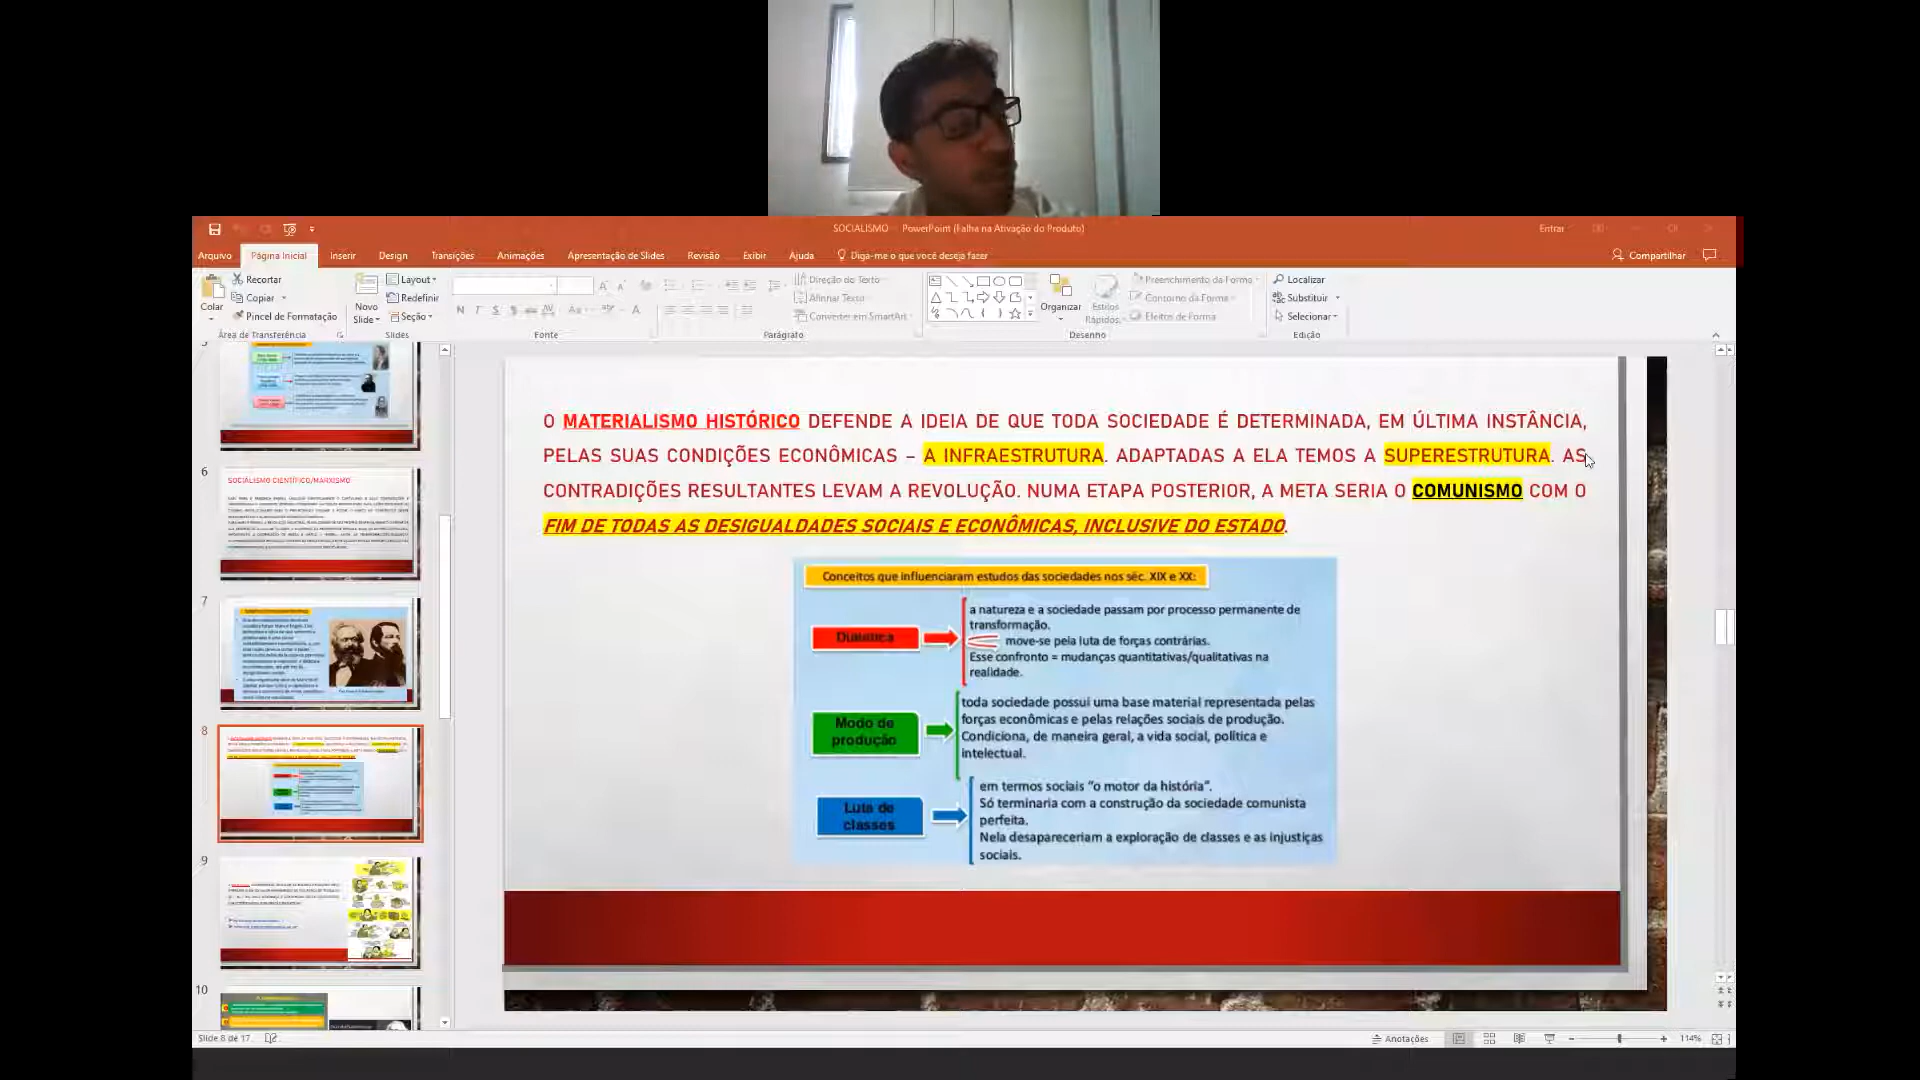 SOCIALISMO - PowerPoint (Falha na Ativação do Produto)
Entrar
Arquivo
Página Inicial
Inserir
Design
Transições
Animações
Apresentação de Slides
Revisão
Exibir
Ajuda
Diga-me o que você deseja fazer
Compartilhar
Colar
Recortar
Copiar
Pincel de Formatação
Área de Transferência
Novo
Slide
Layout
Redefinir
Seção
Slides
N I S
Fonte
Direção do Texto
Alinhar Texto
Converter em SmartArt
Parágrafo
Organizar
Estilos
Rápidos
Preenchimento da Forma
Contorno da Forma
Efeitos de Forma
Desenho
Localizar
Substituir
Selecionar
Edição
6
SOCIALISMO CIENTÍFICO/MARXISMO
7
8
9
10
O MATERIALISMO HISTÓRICO DEFENDE A IDEIA DE QUE TODA SOCIEDADE É DETERMINADA, EM ÚLTIMA INSTÂNCIA,
PELAS SUAS CONDIÇÕES ECONÔMICAS – A INFRAESTRUTURA. ADAPTADAS A ELA TEMOS A SUPERESTRUTURA. AS
CONTRADIÇÕES RESULTANTES LEVAM A REVOLUÇÃO. NUMA ETAPA POSTERIOR, A META SERIA O COMUNISMO COM O
FIM DE TODAS AS DESIGUALDADES SOCIAIS E ECONÔMICAS, INCLUSIVE DO ESTADO.
Conceitos que influenciaram estudos das sociedades nos séc. XIX e XX:
Dialética
a natureza e a sociedade passam por processo permanente de
transformação.
move-se pela luta de forças contrárias.
Esse confronto = mudanças quantitativas/qualitativas na
realidade.
Modo de
produção
toda sociedade possui uma base material representada pelas
forças econômicas e pelas relações sociais de produção.
Condiciona, de maneira geral, a vida social, política e
intelectual.
Luta de
classes
em termos sociais “o motor da história”.
Só terminaria com a construção da sociedade comunista
perfeita.
Nela desapareceriam a exploração de classes e as injustiças
sociais.
Slide 8 de 17
Anotações
114%